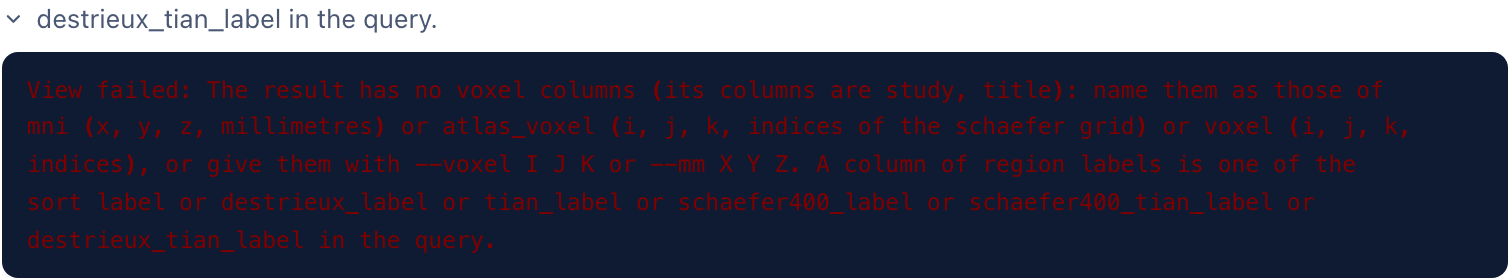 destrieux_tian_label in the query.
View failed: The result has no voxel columns (its columns are study, title): name them as those of
mni (x, y, z, millimetres) or atlas_voxel (i, j, k, indices of the schaefer grid) or voxel (i, j, k,
indices), or give them with --voxel I J K or --mm X Y Z. A column of region labels is one of the
sort label or destrieux_label or tian_label or schaefer400_label or schaefer400_tian_label or
destrieux_tian_label in the query.